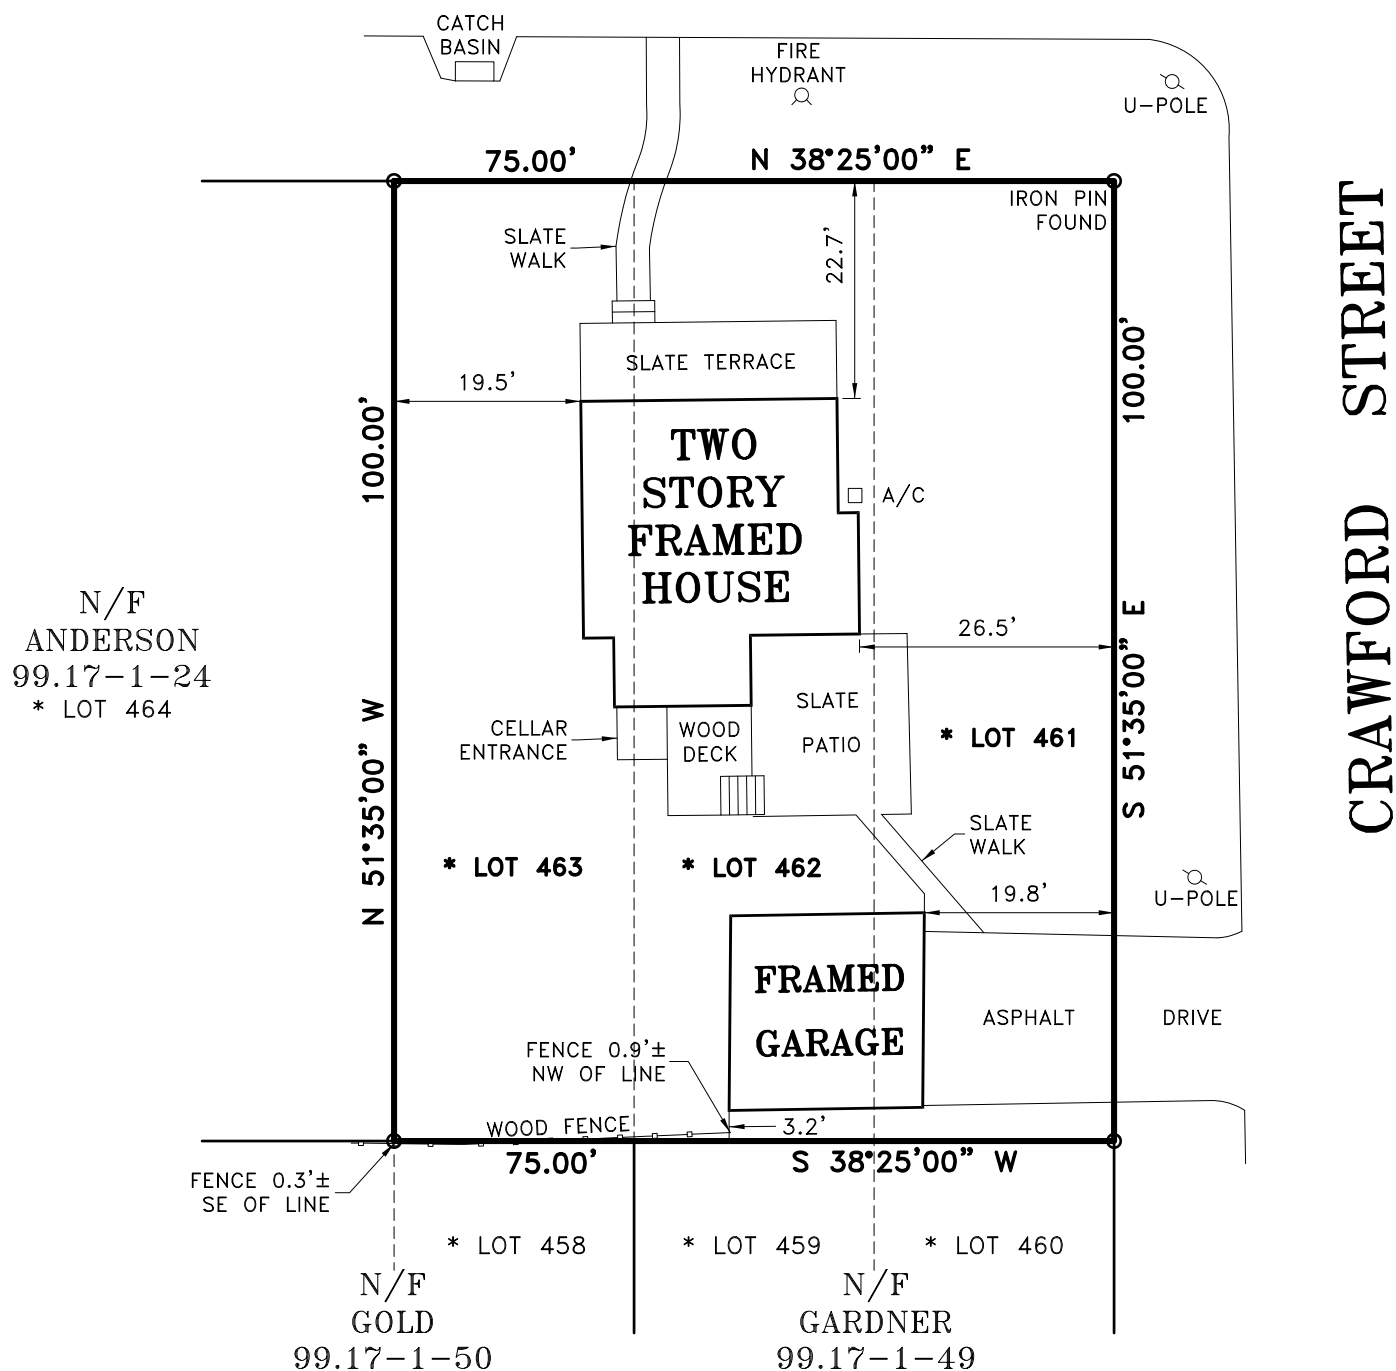 CATCH
BASIN
FIRE
HYDRANT
U-POLE
75.00'
N 38°25'00" E
IRON PIN
FOUND
SLATE
WALK
22.7'
CRAWFORD STREET
SLATE TERRACE
19.5'
100.00'
100.00'
TWO
STORY
FRAMED
HOUSE
A/C
N/F
ANDERSON
99.17-1-24
* LOT 464
26.5'
N 51°35'00" W
S 51°35'00" E
CELLAR
ENTRANCE
WOOD
DECK
SLATE
PATIO
* LOT 461
SLATE
WALK
* LOT 463
* LOT 462
19.8'
U-POLE
FRAMED
GARAGE
ASPHALT DRIVE
FENCE 0.9'±
NW OF LINE
WOOD FENCE
3.2'
75.00'
S 38°25'00" W
FENCE 0.3'±
SE OF LINE
* LOT 458
* LOT 459
* LOT 460
N/F
GOLD
99.17-1-50
N/F
GARDNER
99.17-1-49